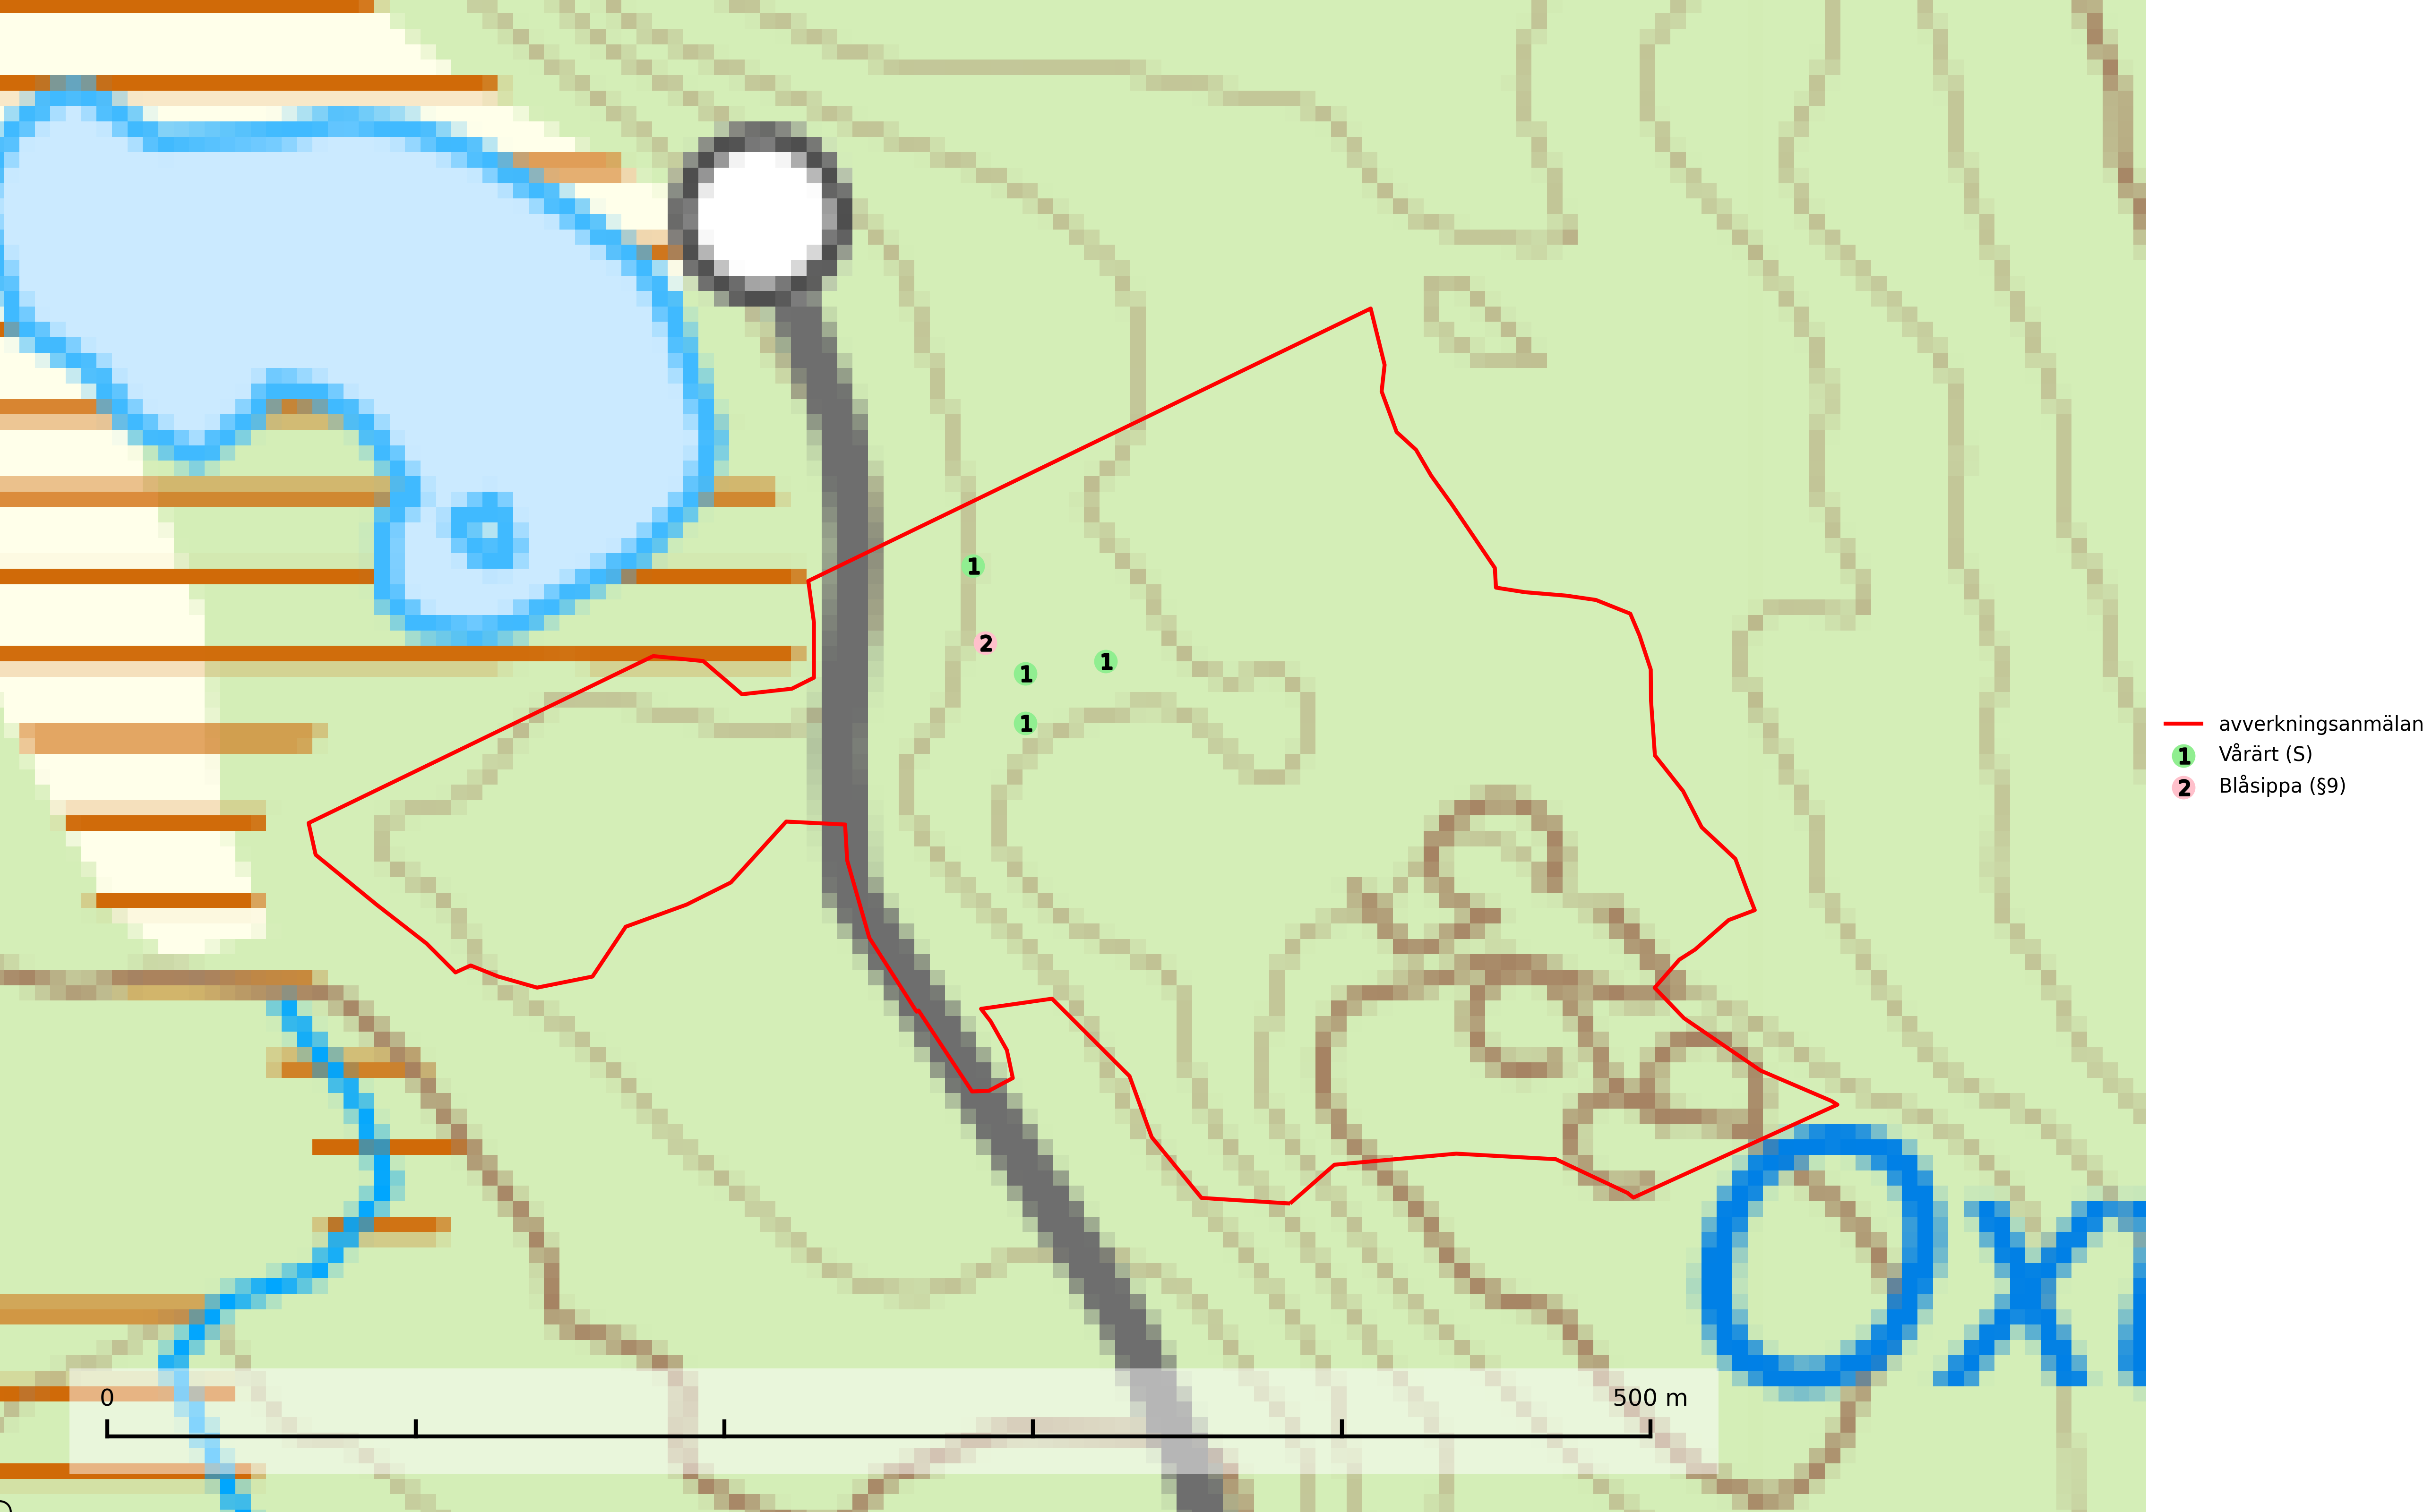 1
2
1
1
1
avverkningsanmälan
1 Vårärt (S)
2 Blåsippa (§9)
Ox
0 500 m